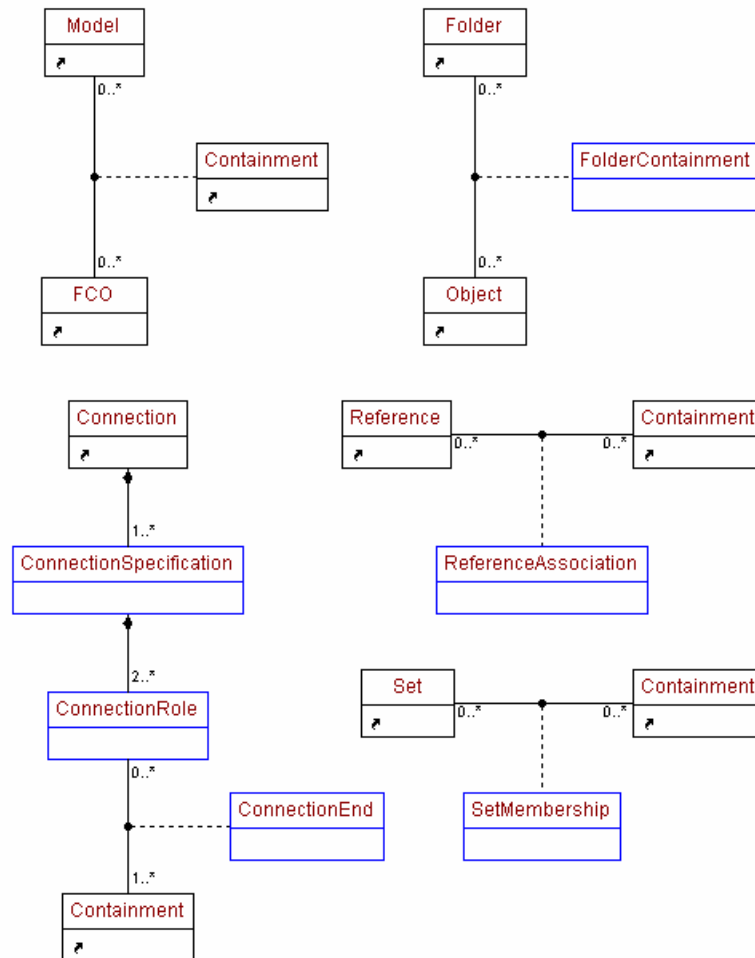 Model
0..*
Containment
0..*
FCO
Folder
0..*
FolderContainment
0..*
Object
Connection
1..*
ConnectionSpecification
2..*
ConnectionRole
0..*
ConnectionEnd
1..*
Containment
Reference
0..*
0..*
Containment
ReferenceAssociation
Set
0..*
0..*
Containment
SetMembership